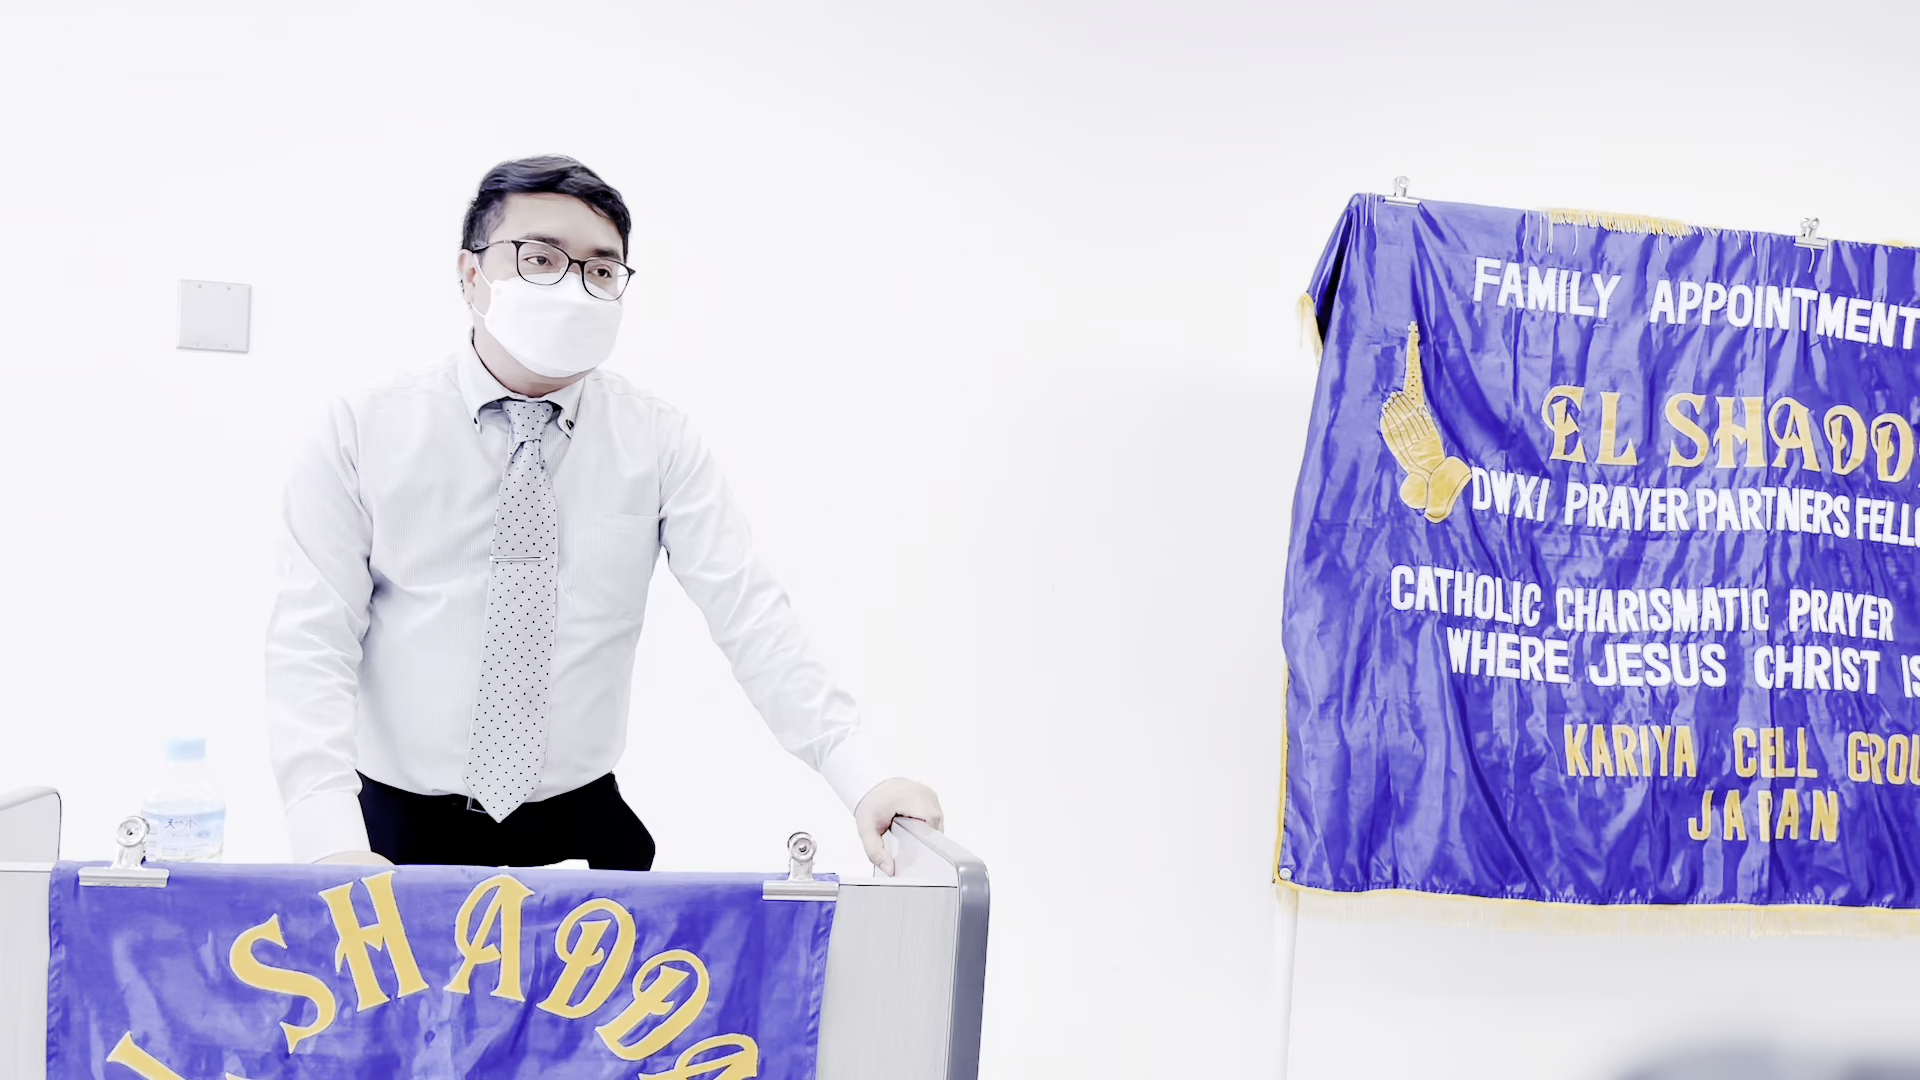 FAMILY APPOINTMENT
EL SHADD
DWXI PRAYER PARTNERS FELLO
CATHOLIC CHARISMATIC PRAYER
WHERE JESUS CHRIST IS
KARIYA CELL GROU
JAPAN
L SHADDA